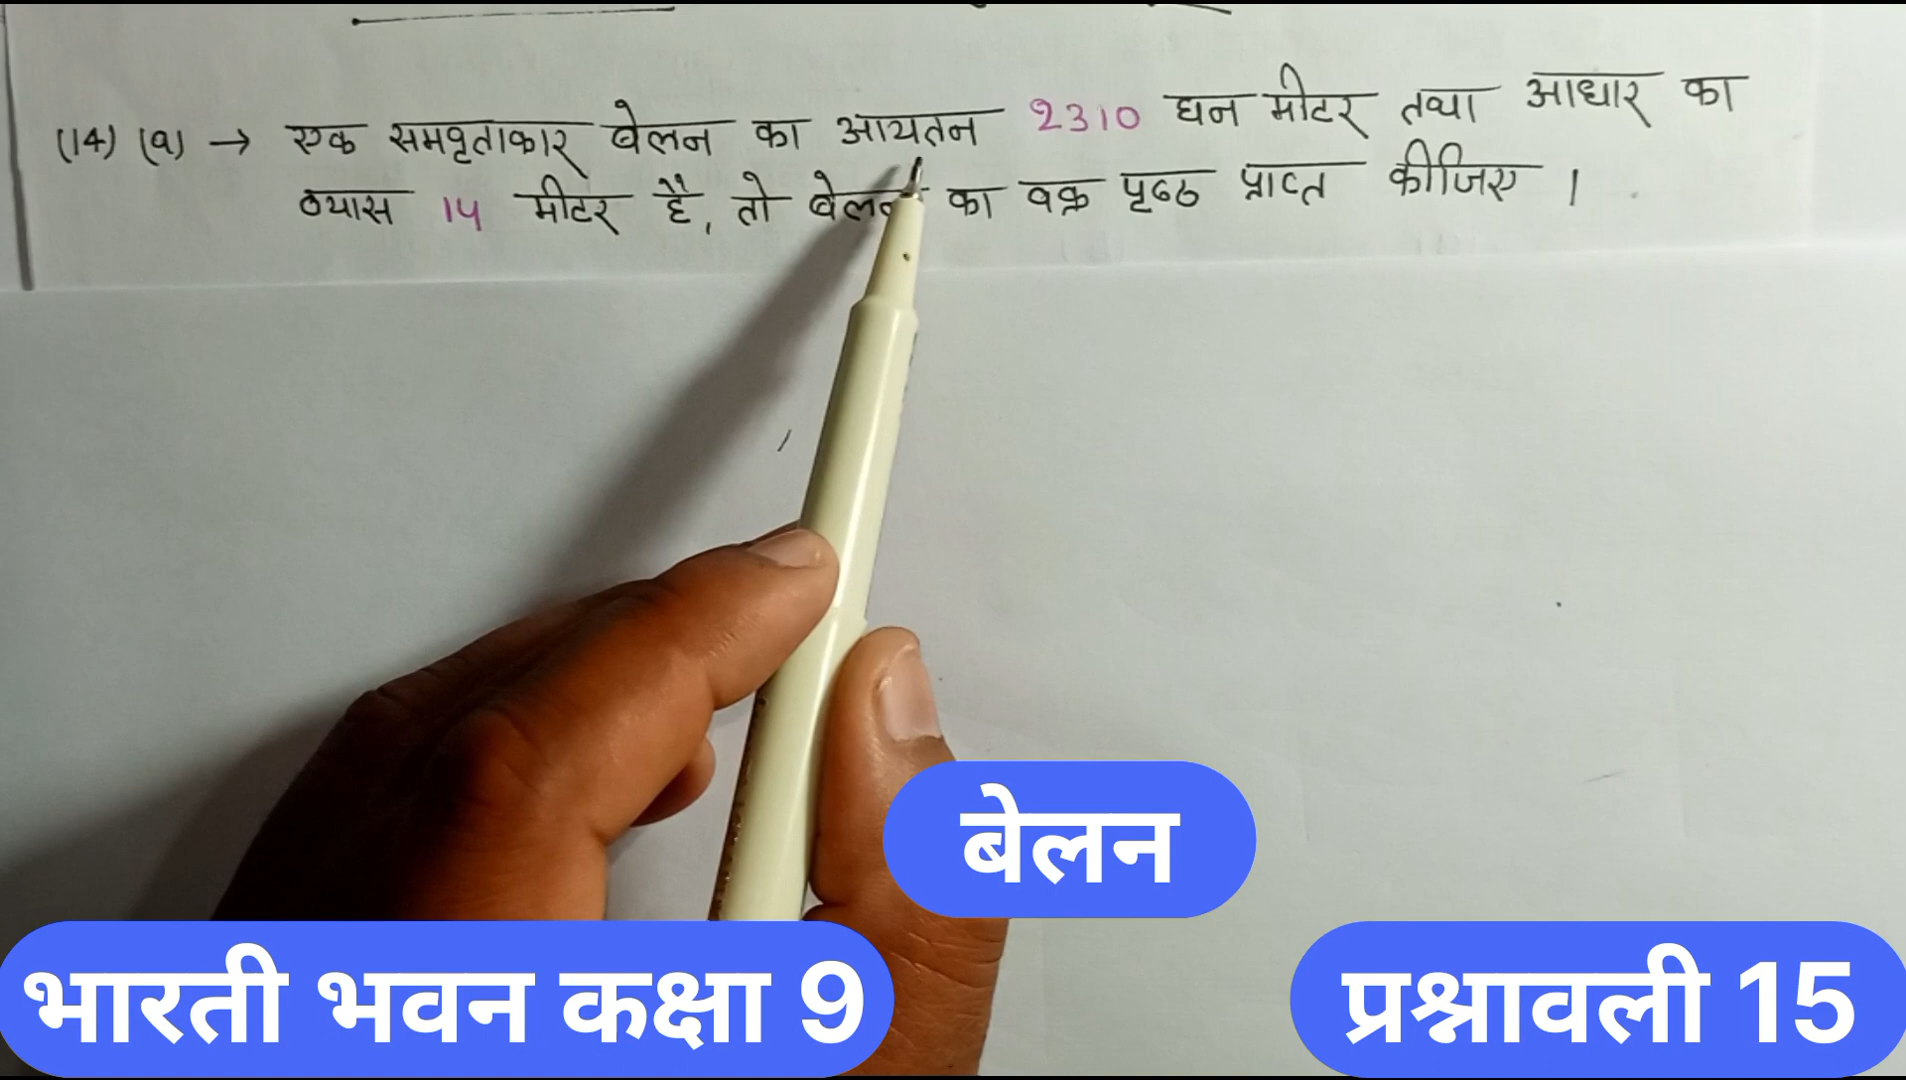 (14) (a) → एक समवृताकार बेलन का आयतन 2310 घन मीटर तथा आधार का
व्यास 14 मीटर है, तो बेलन का वक्र पृष्ठ प्राप्त कीजिए ।
बेलन
भारती भवन कक्षा 9
प्रश्नावली 15